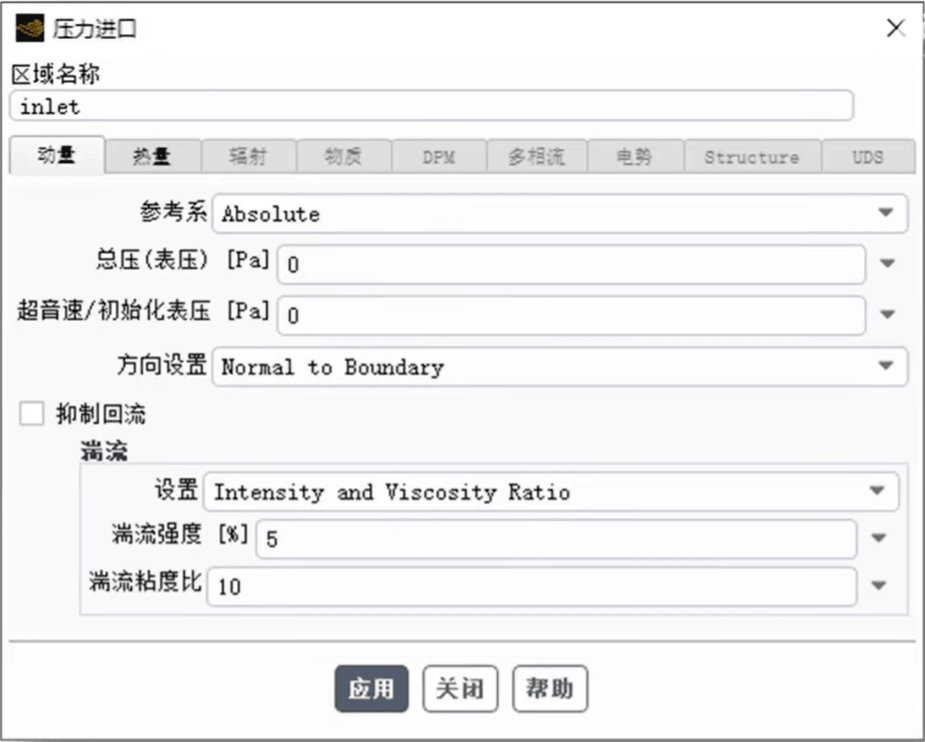 压力进口
区域名称
inlet
动量 热量 辐射 物质 DPM 多相流 电势 Structure UDS
参考系 Absolute
总压(表压) [Pa] 0
超音速/初始化表压 [Pa] 0
方向设置 Normal to Boundary
抑制回流
湍流
设置 Intensity and Viscosity Ratio
湍流强度 [%] 5
湍流粘度比 10
应用 关闭 帮助